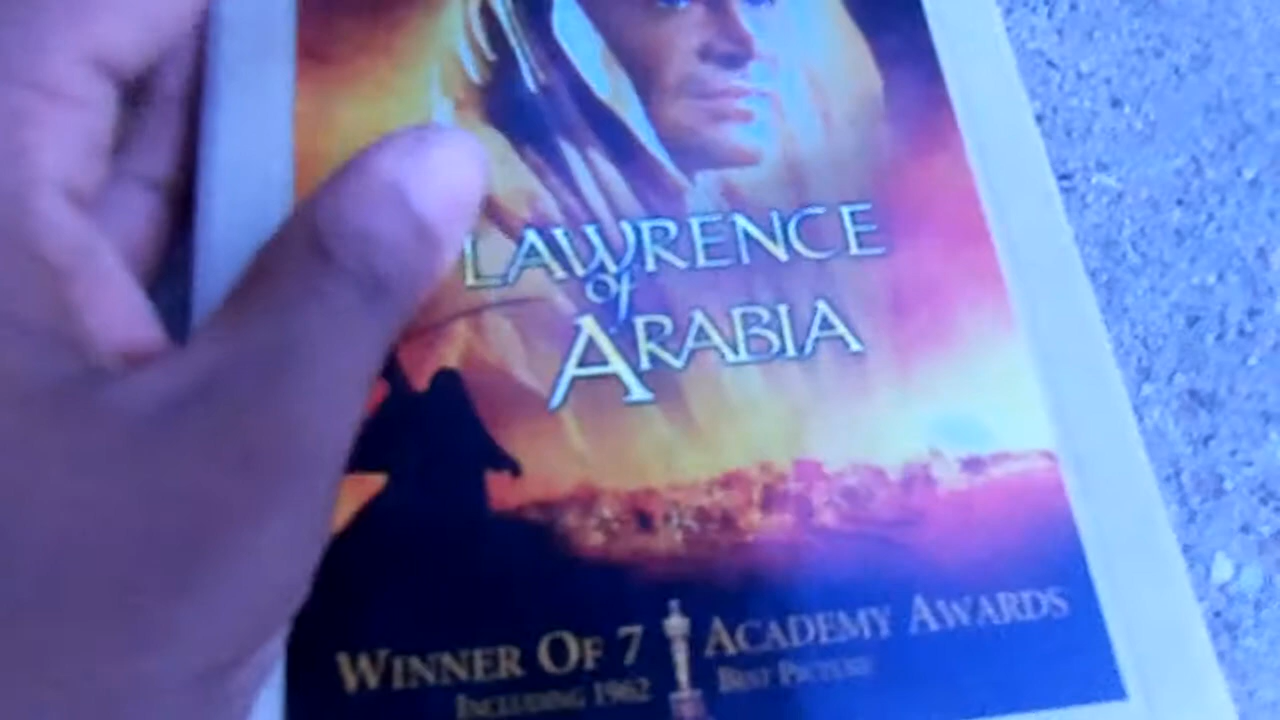 LAWRENCE
of
ARABIA
WINNER OF 7 ACADEMY AWARDS
INCLUDING 1962 BEST PICTURE